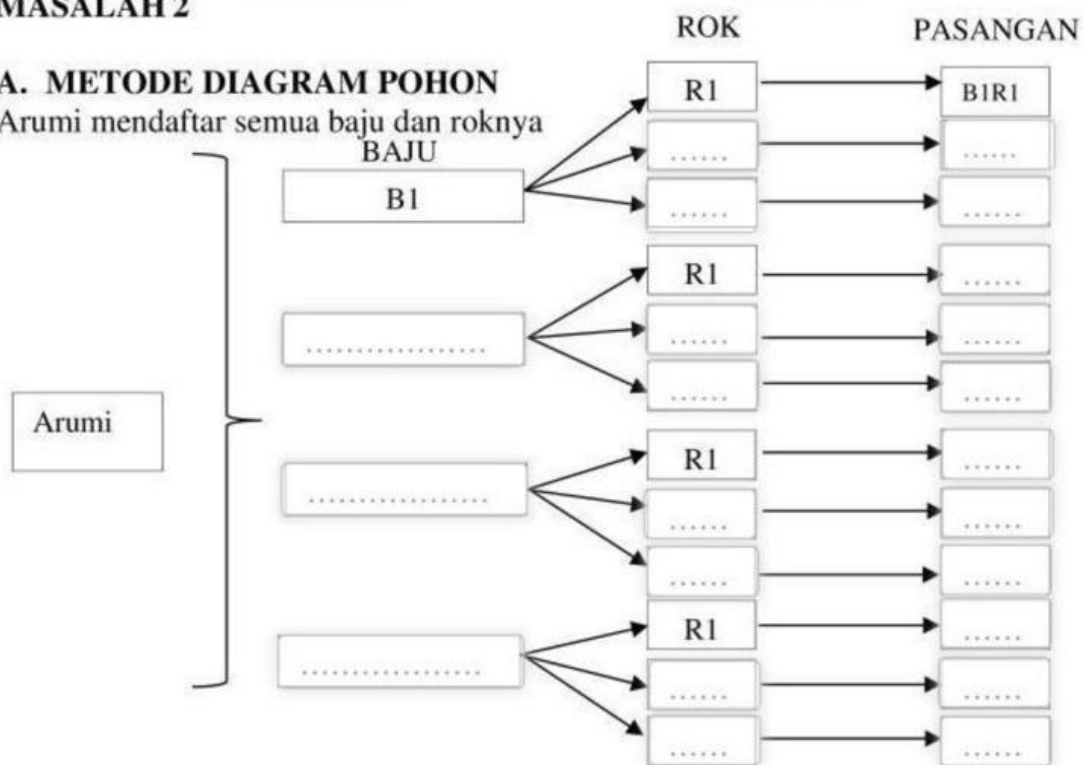 MASALAH 2
ROK
PASANGAN
A. METODE DIAGRAM POHON
Arumi mendaftar semua baju dan roknya
BAJU
B1
R1
B1R1
......
......
......
......
R1
......
..................
......
......
......
......
Arumi
R1
......
..................
......
......
......
......
R1
......
..................
......
......
......
......